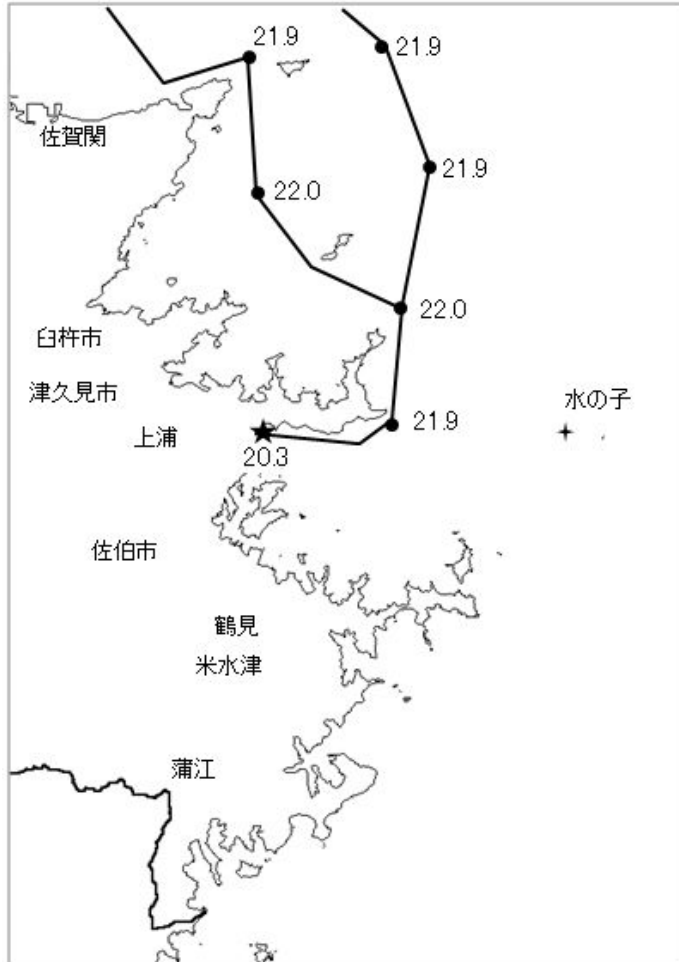 21.9
21.9
佐賀関
21.9
22.0
22.0
臼杵市
津久見市
水の子
21.9
上浦
20.3
佐伯市
鶴見
米水津
蒲江